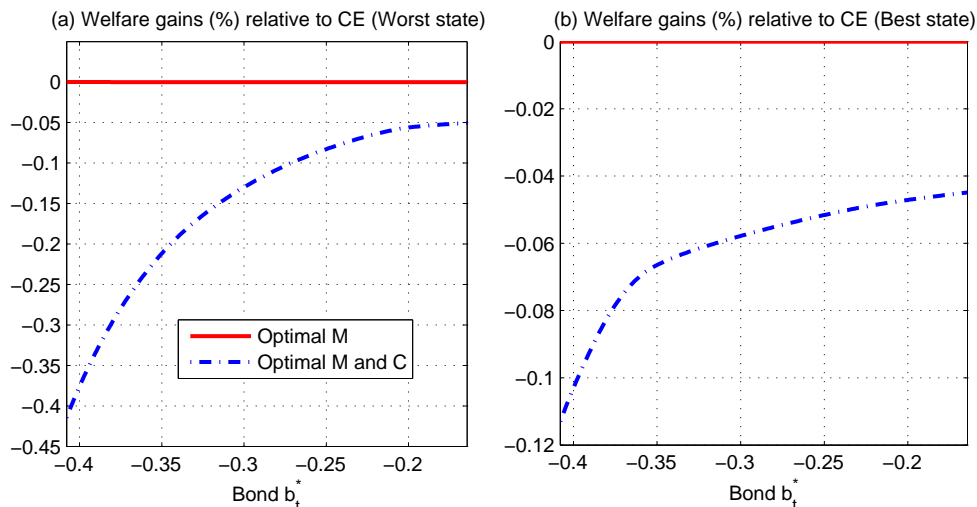 (a) Welfare gains (%) relative to CE (Worst state)
0
−0.05
−0.1
−0.15
−0.2
−0.25
−0.3
−0.35
−0.4
−0.45
Optimal M
Optimal M and C
−0.4 −0.35 −0.3 −0.25 −0.2
Bond b*t
(b) Welfare gains (%) relative to CE (Best state)
0
−0.02
−0.04
−0.06
−0.08
−0.1
−0.12
−0.4 −0.35 −0.3 −0.25 −0.2
Bond b*t